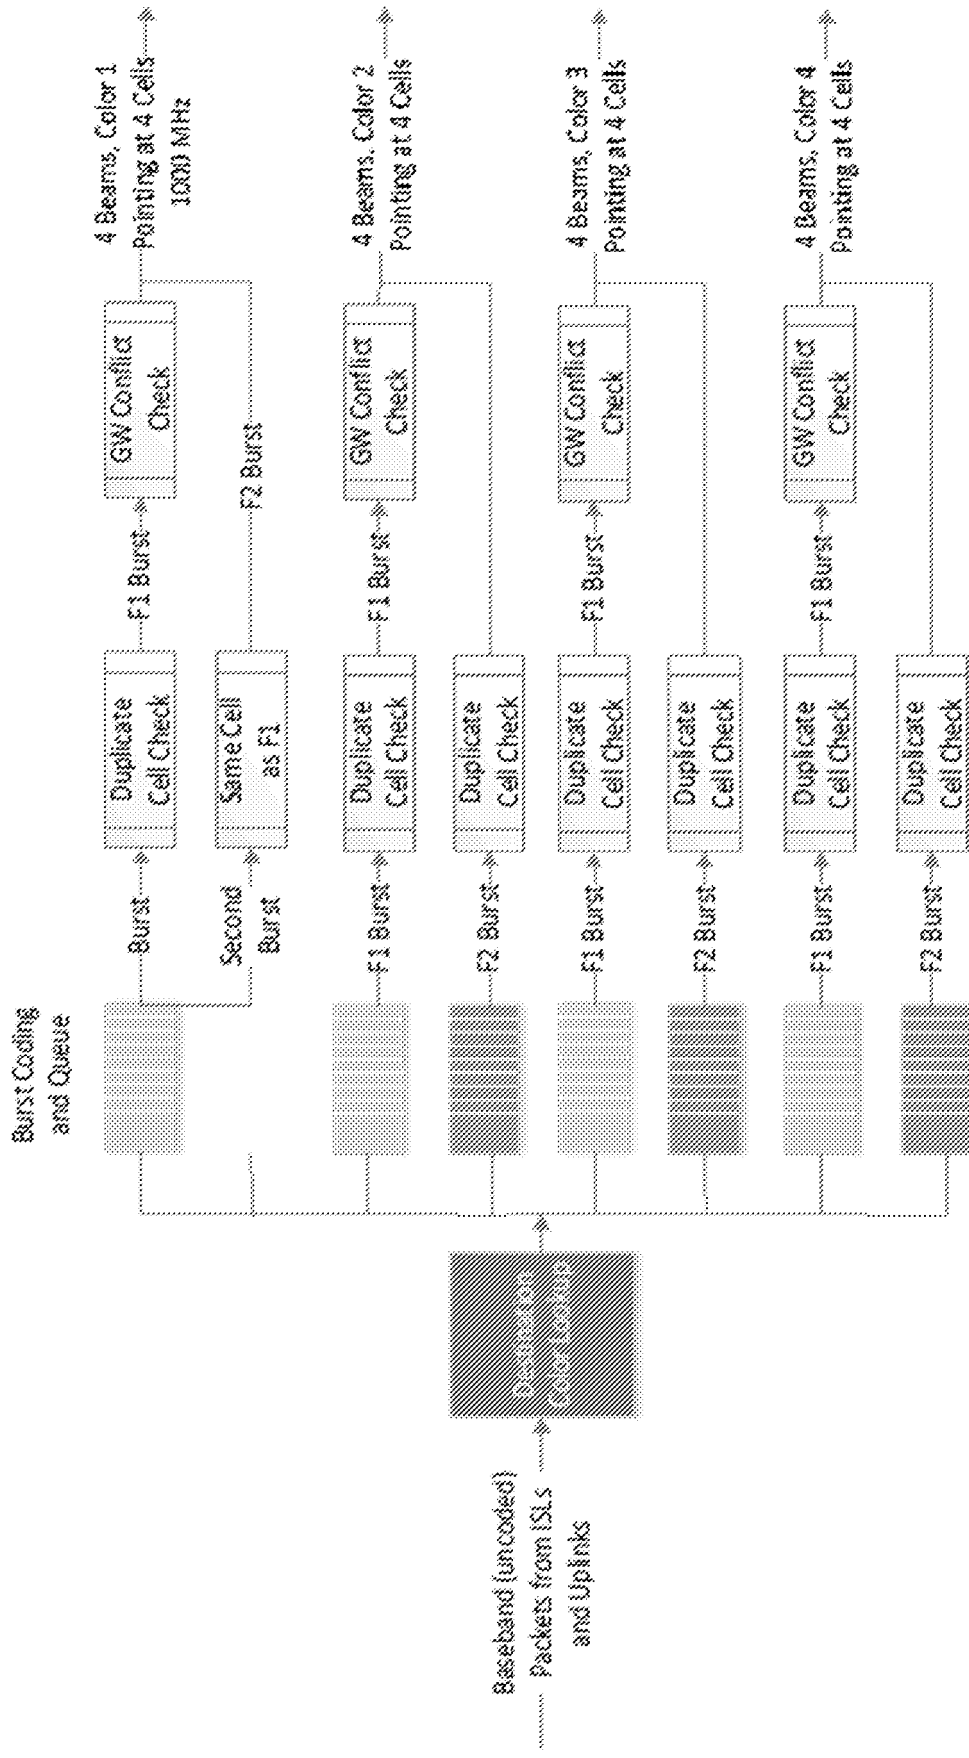 Baseband (uncoded)
Packets from ISLs
and Uplinks
Destination
Color Lookup
Burst Coding
and Queue
Burst
Duplicate
Cell Check
F1 Burst
GW Conflict
Check
4 Beams, Color 1
Pointing at 4 Cells
1000 MHz
Second
Burst
Same Cell
as F1
F2 Burst
F1 Burst
Duplicate
Cell Check
F1 Burst
GW Conflict
Check
4 Beams, Color 2
Pointing at 4 Cells
F2 Burst
Duplicate
Cell Check
F1 Burst
Duplicate
Cell Check
F1 Burst
GW Conflict
Check
4 Beams, Color 3
Pointing at 4 Cells
F2 Burst
Duplicate
Cell Check
F1 Burst
Duplicate
Cell Check
F1 Burst
GW Conflict
Check
4 Beams, Color 4
Pointing at 4 Cells
F2 Burst
Duplicate
Cell Check